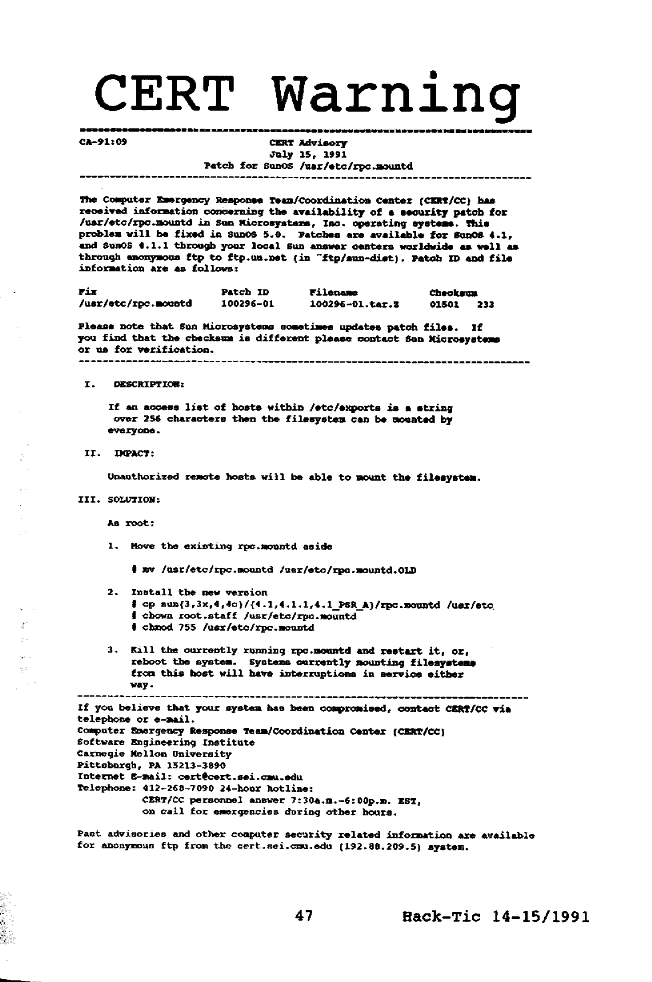 CERT Warning
CA-91:09 CERT Advisory
July 15, 1991
Patch for SunOS /usr/etc/rpc.mountd
The Computer Emergency Response Team/Coordination Center (CERT/CC) has
received information concerning the availability of a security patch for
/usr/etc/rpc.mountd in Sun Microsystems, Inc. operating systems. This
problem will be fixed in SunOS 5.0. Patches are available for SunOS 4.1,
and SunOS 4.1.1 through your local Sun answer centers worldwide as well as
through anonymous ftp to ftp.uu.net (in ~ftp/sun-dist). Patch ID and file
information are as follows:
Fix Patch ID Filename Checksum
/usr/etc/rpc.mountd 100296-01 100296-01.tar.Z 01501 233
Please note that Sun Microsystems sometimes updates patch files. If
you find that the checksum is different please contact Sun Microsystems
or us for verification.
I. DESCRIPTION:
If an access list of hosts within /etc/exports is a string
over 256 characters then the filesystem can be mounted by
everyone.
II. IMPACT:
Unauthorized remote hosts will be able to mount the filesystem.
III. SOLUTION:
As root:
1. Move the existing rpc.mountd aside
# mv /usr/etc/rpc.mountd /usr/etc/rpc.mountd.OLD
2. Install the new version
# cp sun{3,3x,4,4c}/{4.1,4.1.1,4.1_PSR_A}/rpc.mountd /usr/etc
# chown root.staff /usr/etc/rpc.mountd
# chmod 755 /usr/etc/rpc.mountd
3. Kill the currently running rpc.mountd and restart it, or,
reboot the system. Systems currently mounting filesystems
from this host will have interruptions in service either
way.
If you believe that your system has been compromised, contact CERT/CC via
telephone or e-mail.
Computer Emergency Response Team/Coordination Center (CERT/CC)
Software Engineering Institute
Carnegie Mellon University
Pittsburgh, PA 15213-3890
Internet E-mail: cert@cert.sei.cmu.edu
Telephone: 412-268-7090 24-hour hotline:
CERT/CC personnel answer 7:30a.m.-6:00p.m. EST,
on call for emergencies during other hours.
Past advisories and other computer security related information are available
for anonymous ftp from the cert.sei.cmu.edu (192.88.209.5) system.
47 Hack-Tic 14-15/1991